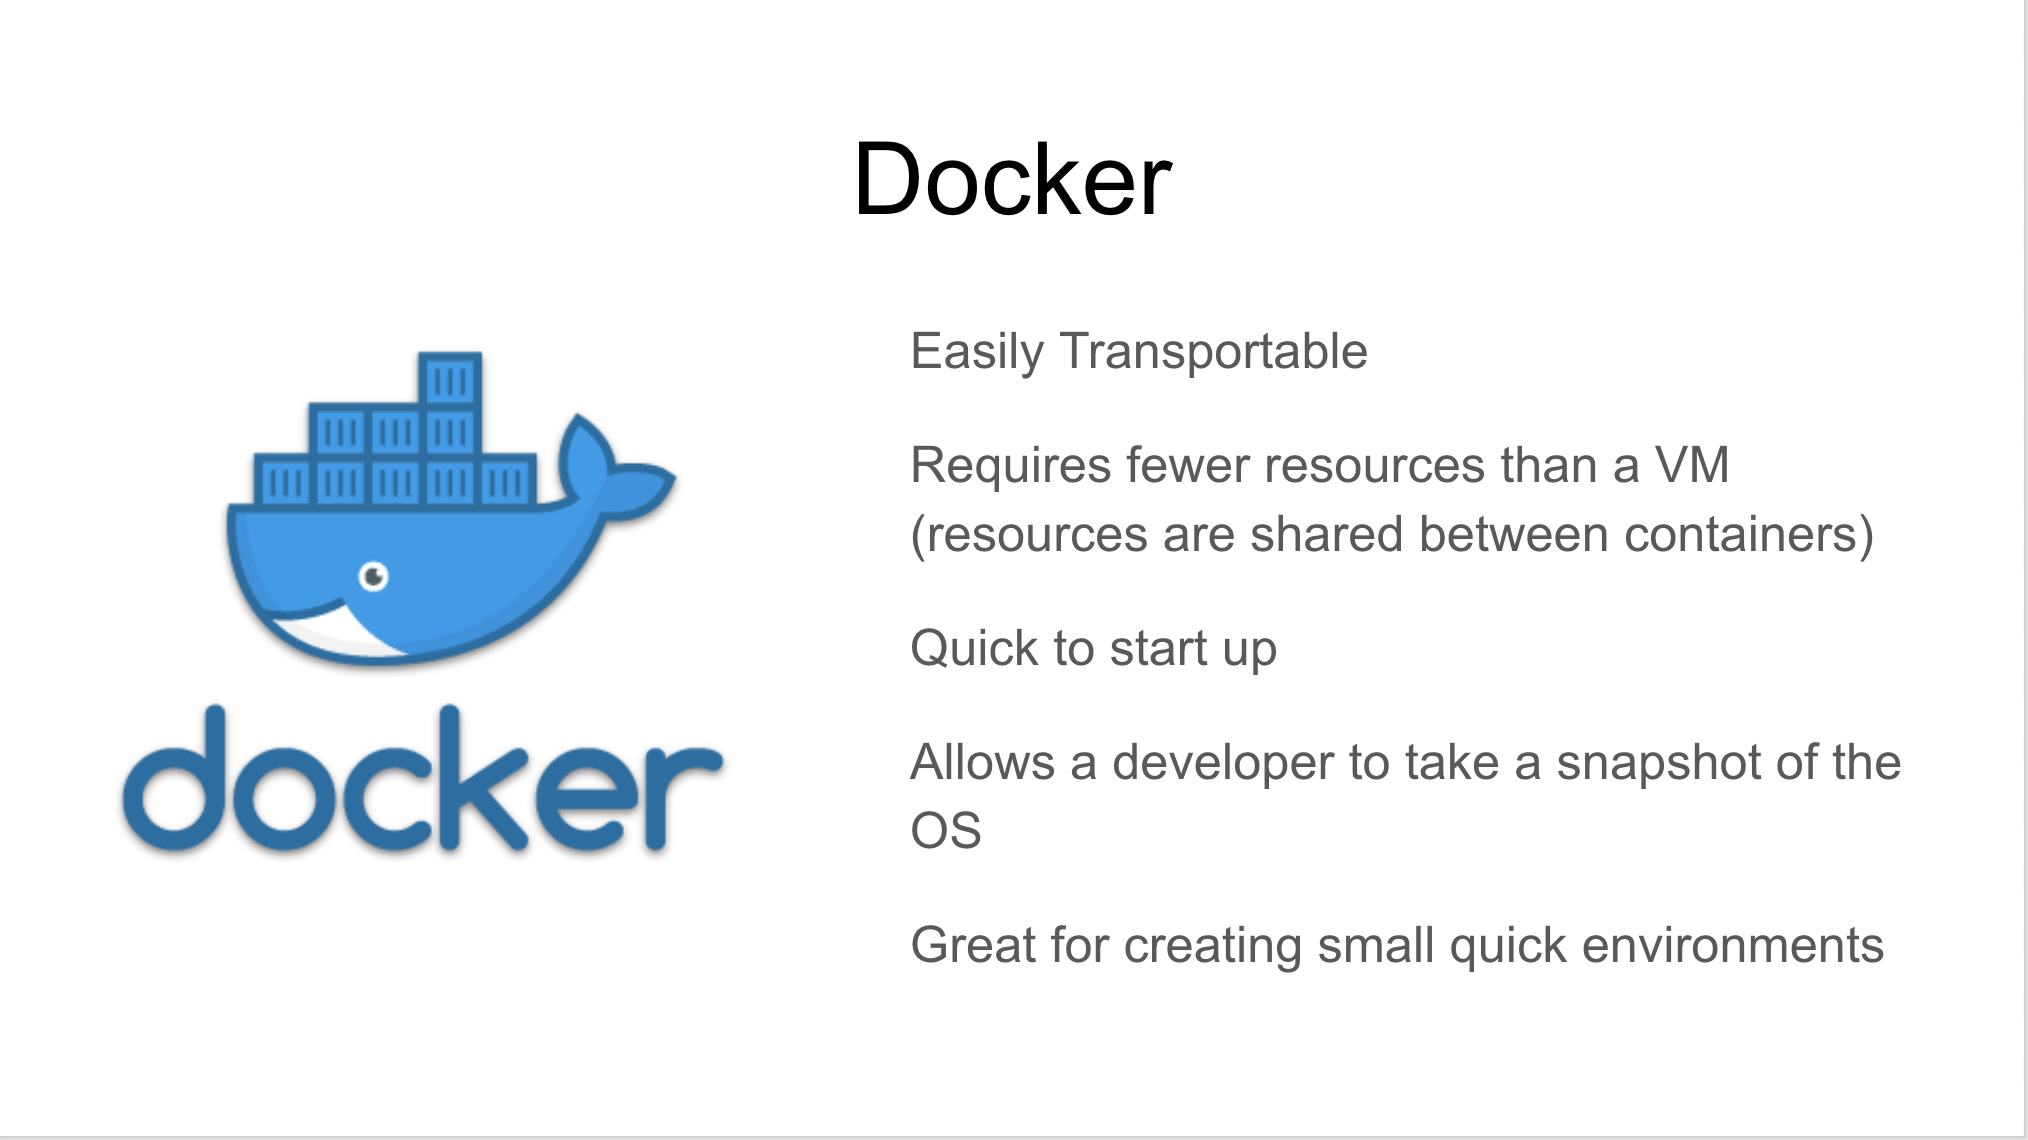 Docker
docker
Easily Transportable
Requires fewer resources than a VM
(resources are shared between containers)
Quick to start up
Allows a developer to take a snapshot of the
OS
Great for creating small quick environments